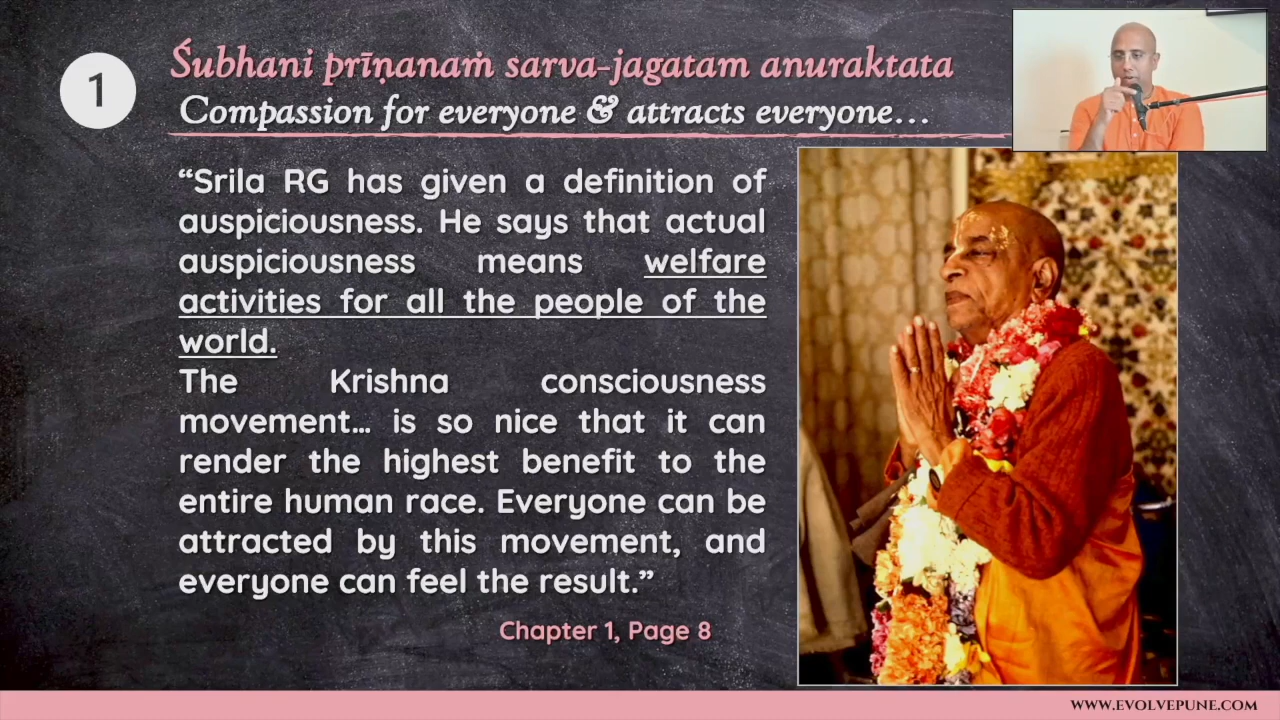 1
Śubhani prīṇanaṁ sarva-jagatam anuraktata
Compassion for everyone & attracts everyone…
“Srila RG has given a definition of
auspiciousness. He says that actual
auspiciousness means welfare
activities for all the people of the
world.
The Krishna consciousness
movement… is so nice that it can
render the highest benefit to the
entire human race. Everyone can be
attracted by this movement, and
everyone can feel the result.”
Chapter 1, Page 8
WWW.EVOLVEPUNE.COM